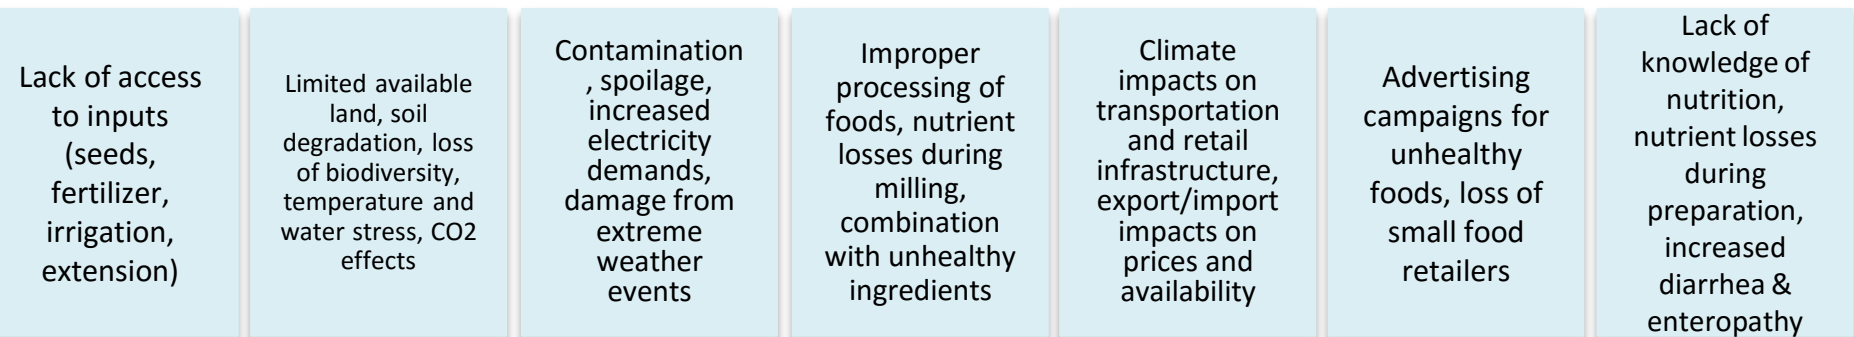 Lack of access
to inputs
(seeds,
fertilizer,
irrigation,
extension)
Limited available
land, soil
degradation, loss
of biodiversity,
temperature and
water stress, CO2
effects
Contamination
, spoilage,
increased
electricity
demands,
damage from
extreme
weather
events
Improper
processing of
foods, nutrient
losses during
milling,
combination
with unhealthy
ingredients
Climate
impacts on
transportation
and retail
infrastructure,
export/import
impacts on
prices and
availability
Advertising
campaigns for
unhealthy
foods, loss of
small food
retailers
Lack of
knowledge of
nutrition,
nutrient losses
during
preparation,
increased
diarrhea &
enteropathy